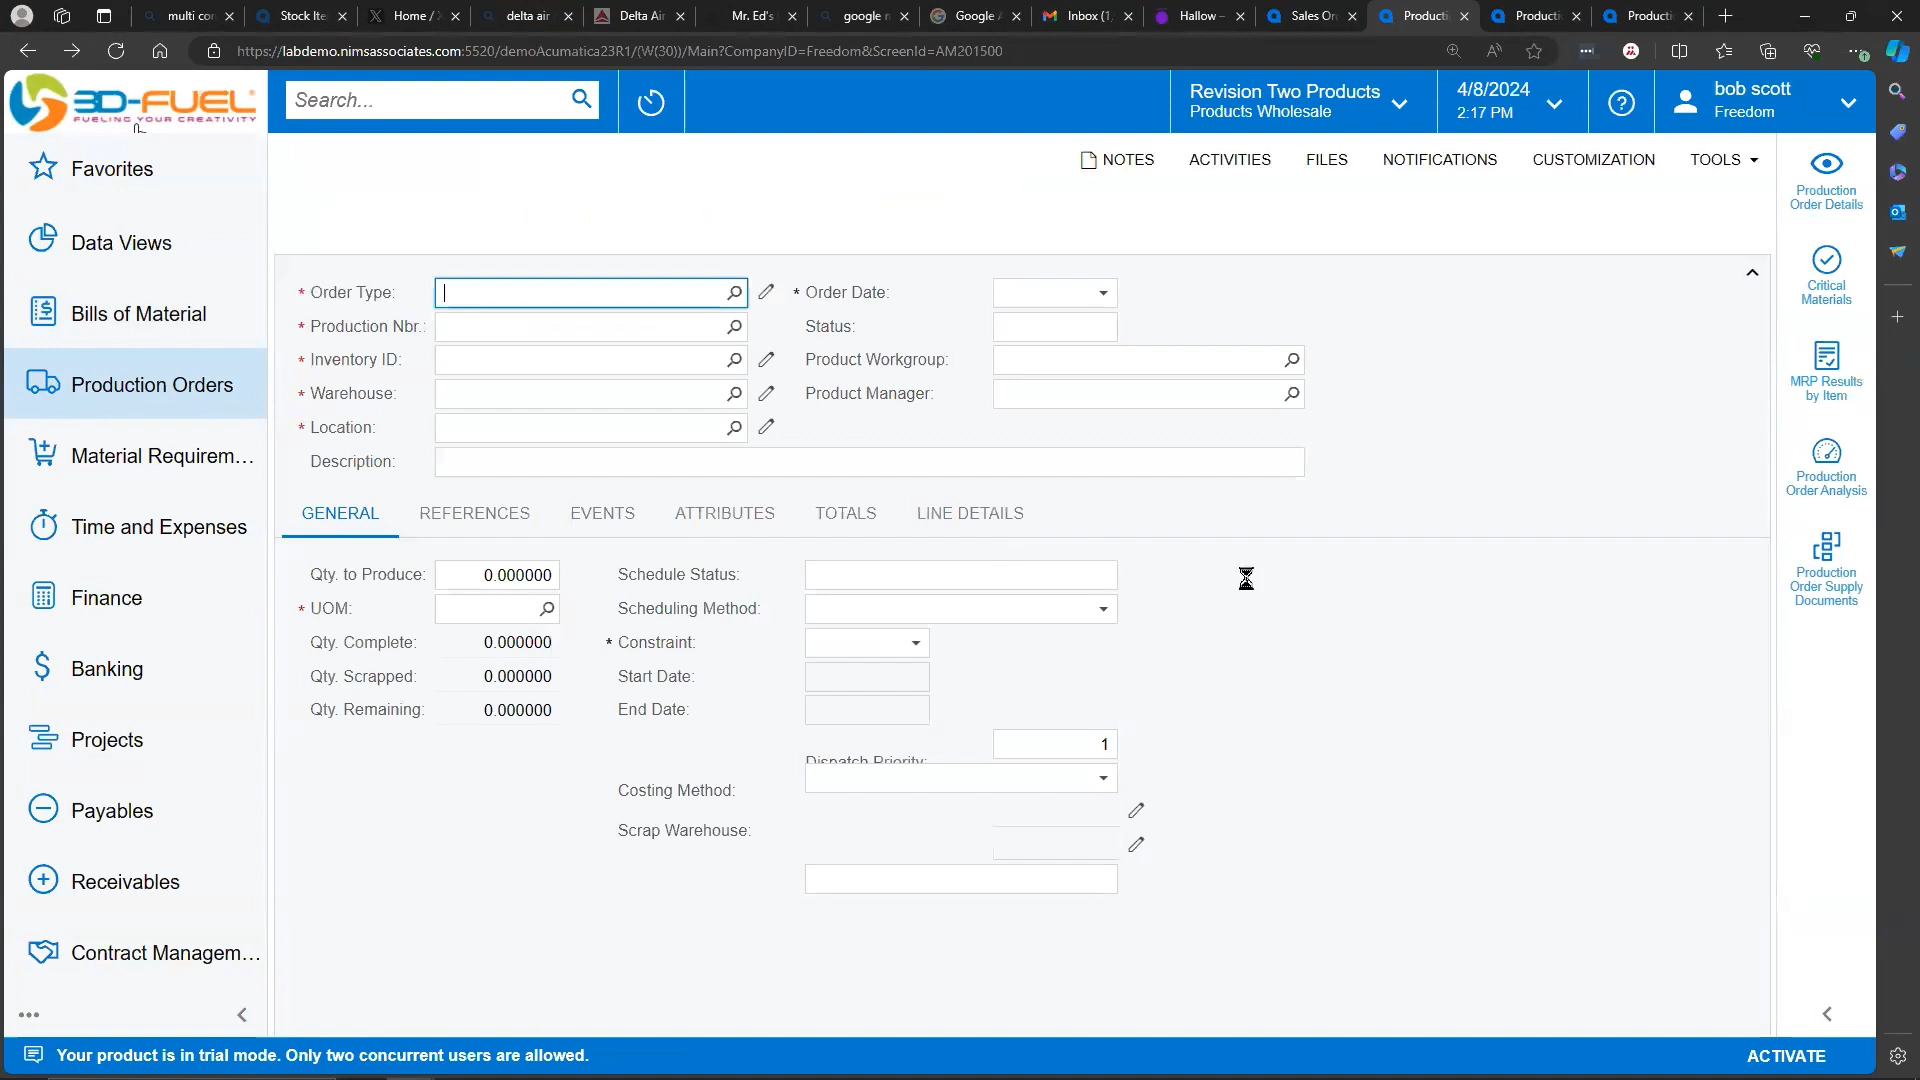 multi cor
Stock Ite
Home / X
delta air
Delta Air
Mr. Ed's
google m
Google A
Inbox (1,
Hallow –
Sales Or
Producti
Producti
Producti
https://labdemo.nimsassociates.com:5520/demoAcumatica23R1/(W(30))/Main?CompanyID=Freedom&ScreenId=AM201500
3D-FUEL
FUELING YOUR CREATIVITY
Search...
Revision Two Products
Products Wholesale
4/8/2024
2:17 PM
bob scott
Freedom
NOTES
ACTIVITIES
FILES
NOTIFICATIONS
CUSTOMIZATION
TOOLS
Favorites
Data Views
Bills of Material
Production Orders
Material Requirem...
Time and Expenses
Finance
Banking
Projects
Payables
Receivables
Contract Managem...
* Order Type:
* Order Date:
* Production Nbr.:
Status:
* Inventory ID:
Product Workgroup:
* Warehouse:
Product Manager:
* Location:
Description:
GENERAL
REFERENCES
EVENTS
ATTRIBUTES
TOTALS
LINE DETAILS
Qty. to Produce: 0.000000
Schedule Status:
* UOM:
Scheduling Method:
Qty. Complete: 0.000000
* Constraint:
Qty. Scrapped: 0.000000
Start Date:
Qty. Remaining: 0.000000
End Date:
Dispatch Priority: 1
Costing Method:
Scrap Warehouse:
Production
Order Details
Critical
Materials
MRP Results
by Item
Production
Order Analysis
Production
Order Supply
Documents
Your product is in trial mode. Only two concurrent users are allowed.
ACTIVATE